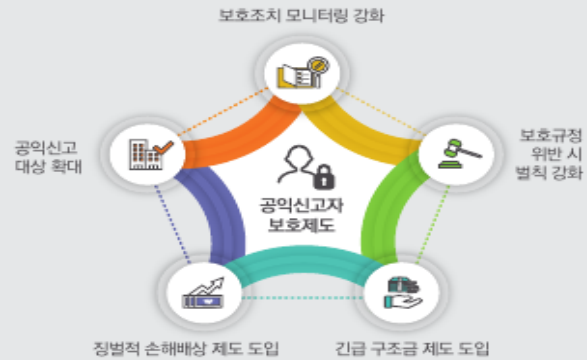 보호조치 모니터링 강화
공익신고
대상 확대
보호규정
위반 시
벌칙 강화
공익신고자
보호제도
징벌적 손해배상 제도 도입
긴급 구조금 제도 도입